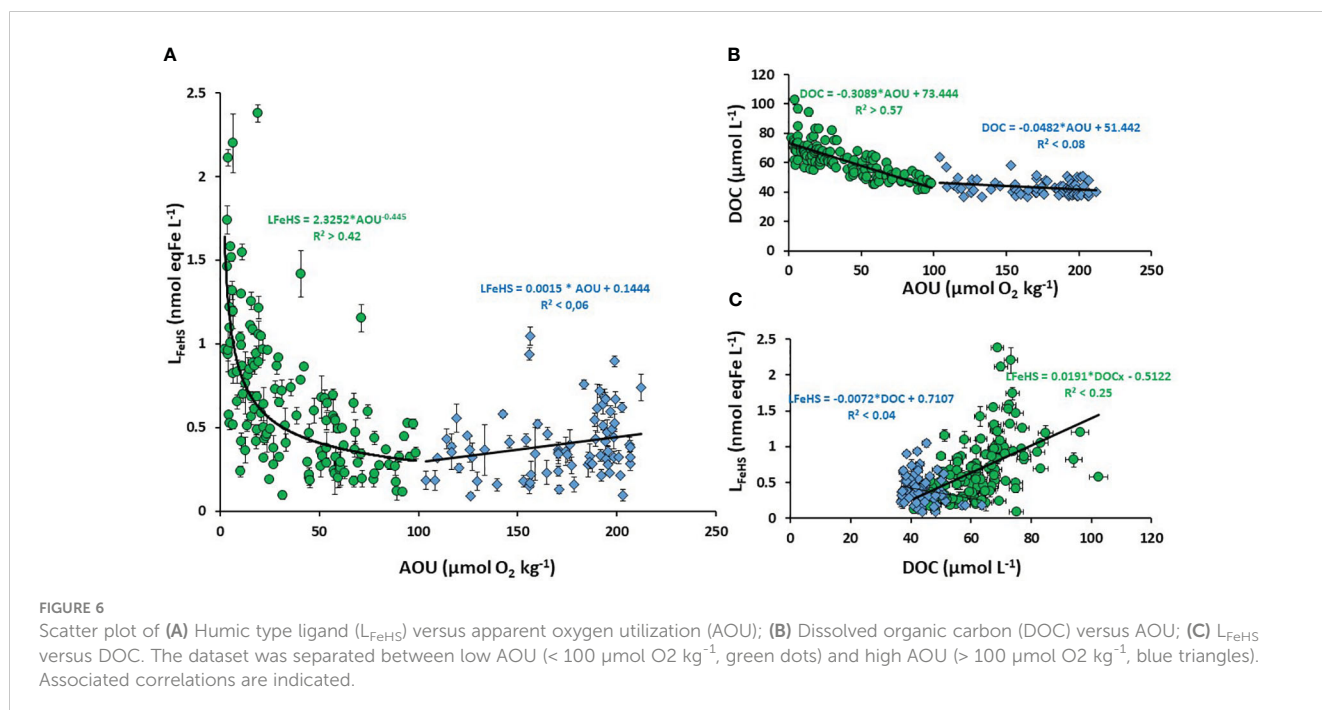 A
2.5
2
1.5
1
0.5
0
L_FeHS (nmol eqFe L⁻¹)
LFeHS = 2.3252*AOU^-0.445
R² > 0.42
LFeHS = 0.0015 * AOU + 0.1444
R² < 0,06
0 50 100 150 200 250
AOU (µmol O₂ kg⁻¹)
B
120
100
80
60
40
20
0
DOC (µmol L⁻¹)
DOC = -0.3089*AOU + 73.444
R² > 0.57
DOC = -0.0482*AOU + 51.442
R² < 0.08
0 50 100 150 200 250
AOU (µmol O₂ kg⁻¹)
C
2.5
2
1.5
1
0.5
0
L_FeHS (nmol eqFe L⁻¹)
LFeHS = 0.0191*DOCx - 0.5122
R² < 0.25
LFeHS = -0.0072*DOC + 0.7107
R² < 0.04
0 20 40 60 80 100 120
DOC (µmol L⁻¹)
FIGURE 6
Scatter plot of (A) Humic type ligand (L_FeHS) versus apparent oxygen utilization (AOU); (B) Dissolved organic carbon (DOC) versus AOU; (C) L_FeHS
versus DOC. The dataset was separated between low AOU (< 100 µmol O2 kg⁻¹, green dots) and high AOU (> 100 µmol O2 kg⁻¹, blue triangles).
Associated correlations are indicated.